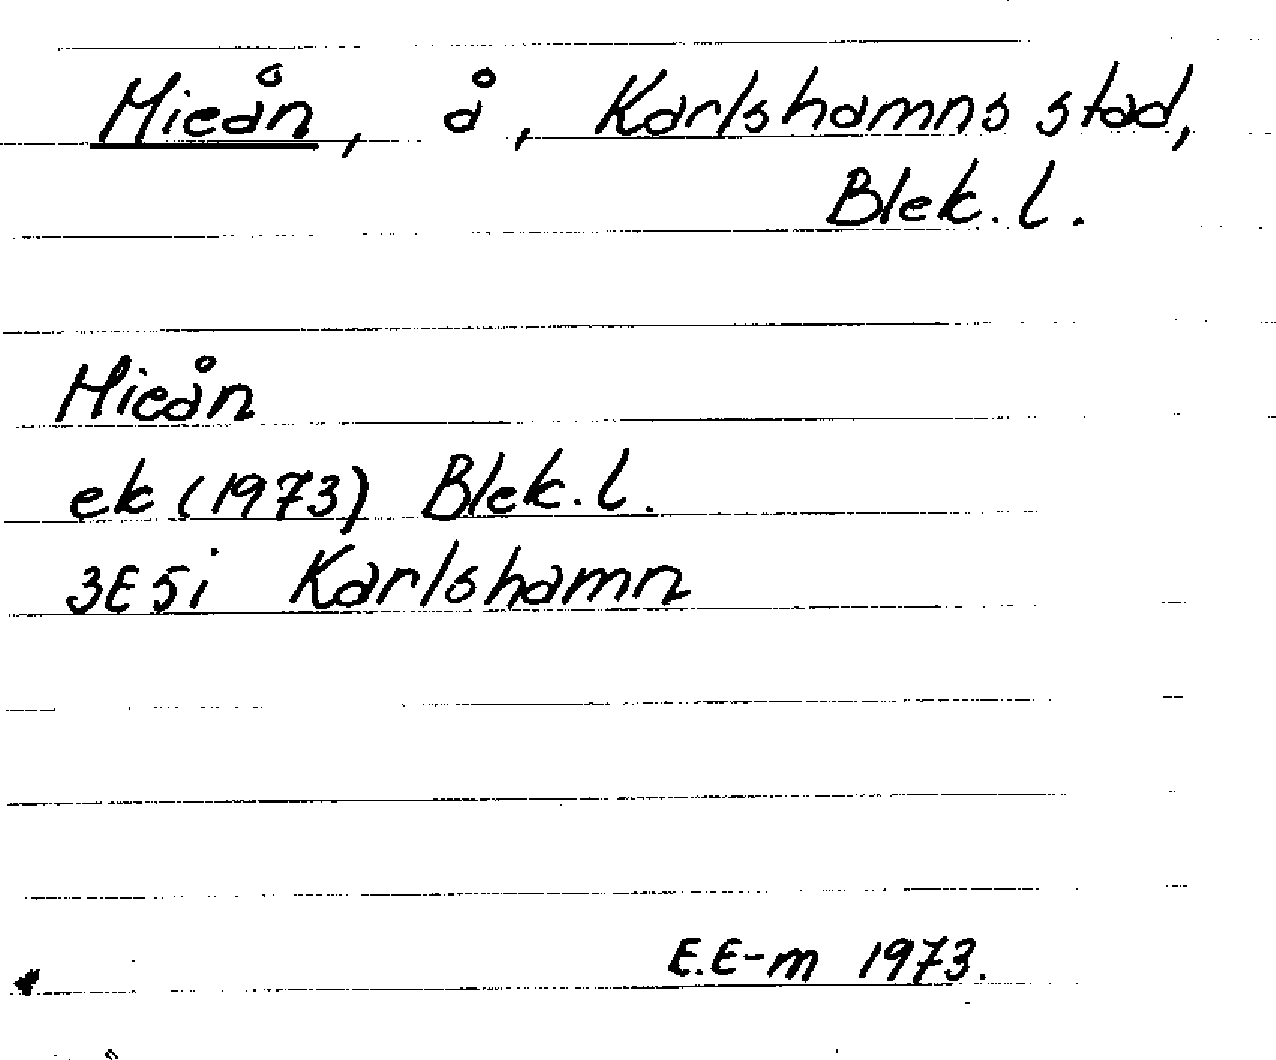 Mieån, å, Karlshamns stad,
Blek. l.
Mieån
ek (1973) Blek. l.
3E 5i Karlshamn
E.E-m 1973.